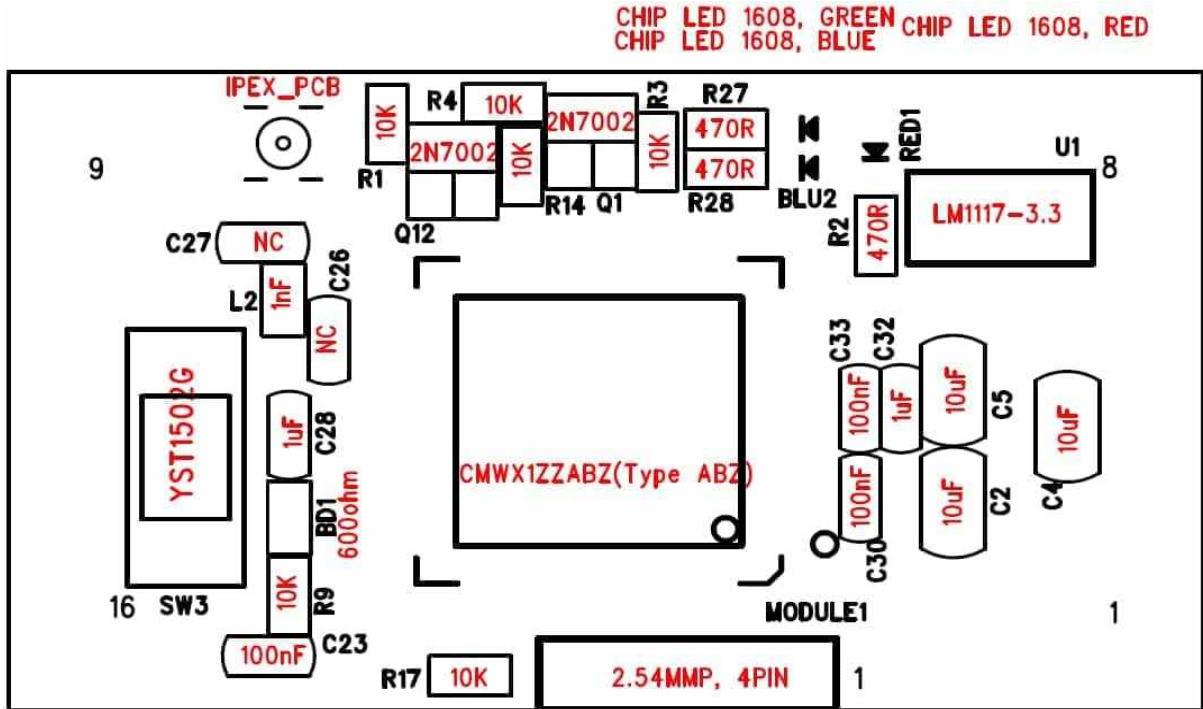 CHIP LED 1608, GREEN
CHIP LED 1608, RED
CHIP LED 1608, BLUE
IPEX_PCB
9
10K
R1
R4
10K
2N7002
2N7002
10K
R14
Q1
Q12
R3
10K
R27
470R
470R
R28
BLU2
RED1
U1
8
LM1117-3.3
R2
470R
C27
NC
C26
L2
1nF
NC
YST1502G
1uF
C28
BD1
600ohm
10K
R9
16
SW3
100nF
C23
CMWX1ZZABZ(Type ABZ)
C33
C32
100nF
1uF
10uF
C5
10uF
C4
100nF
C30
10uF
C2
MODULE1
1
R17
10K
2.54MMP, 4PIN
1